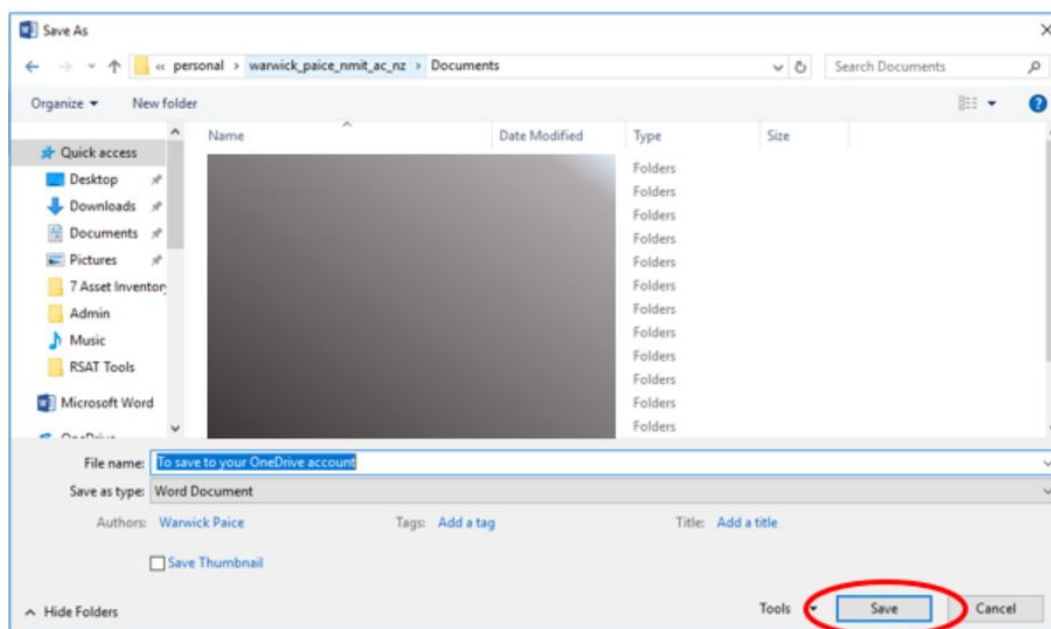 Save As
« personal › warwick_paice_nmit_ac_nz › Documents
Search Documents
Organize
New folder
Name
Date Modified
Type
Size
Quick access
Desktop
Downloads
Documents
Pictures
7 Asset Inventory
Admin
Music
RSAT Tools
Microsoft Word
OneDrive
Folders
Folders
Folders
Folders
Folders
Folders
Folders
Folders
Folders
Folders
Folders
Folders
File name: To save to your OneDrive account
Save as type: Word Document
Authors: Warwick Paice
Tags: Add a tag
Title: Add a title
Save Thumbnail
Hide Folders
Tools
Save
Cancel